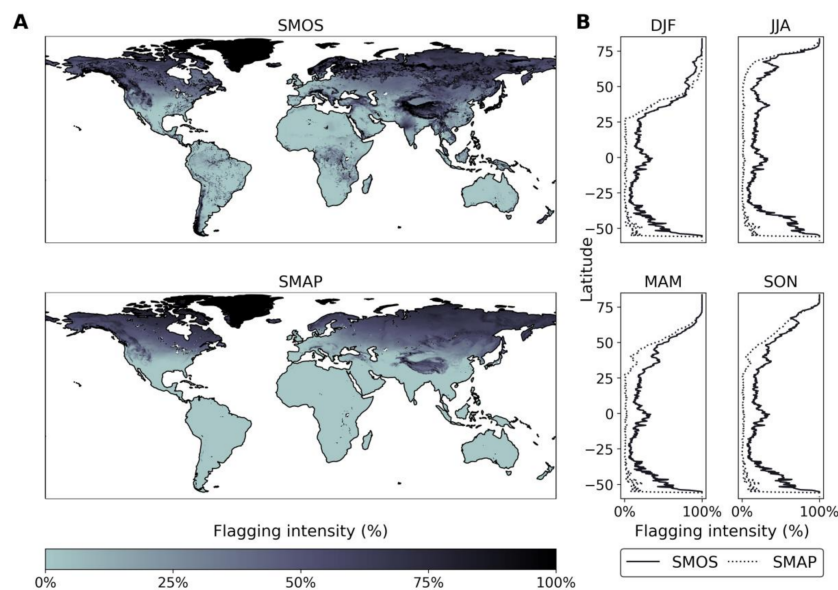 A
SMOS
SMAP
Flagging intensity (%)
0% 25% 50% 75% 100%
B
DJF JJA
75
50
25
0
−25
−50
Latitude
MAM SON
75
50
25
0
−25
−50
0% 100% 0% 100%
Flagging intensity (%)
SMOS SMAP